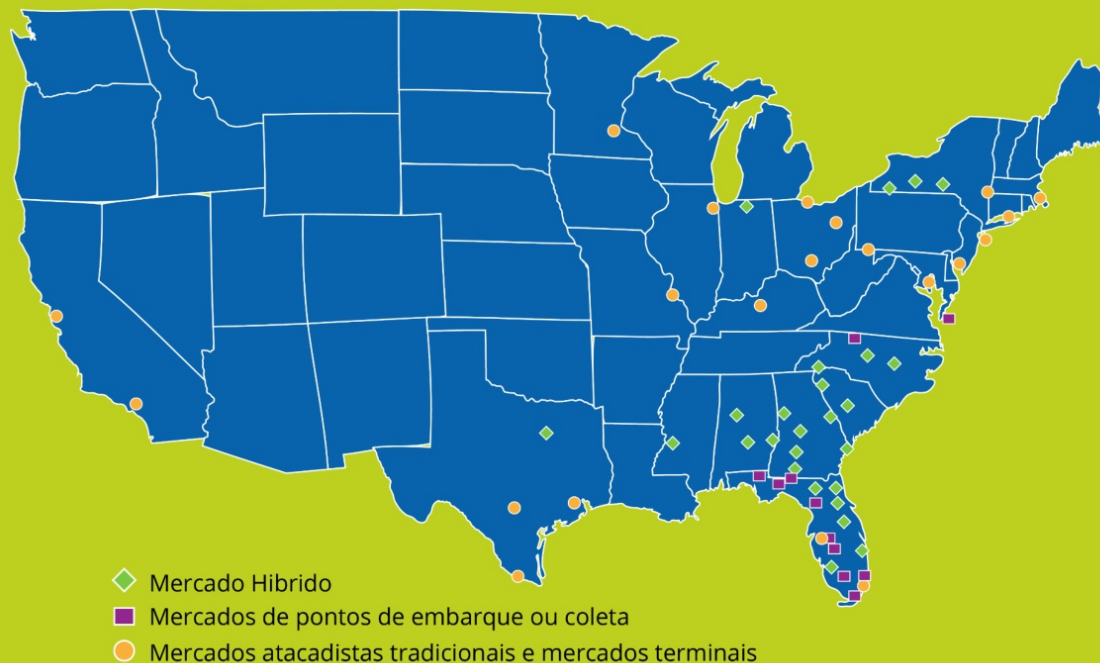 Mercado Hibrido
Mercados de pontos de embarque ou coleta
Mercados atacadistas tradicionais e mercados terminais